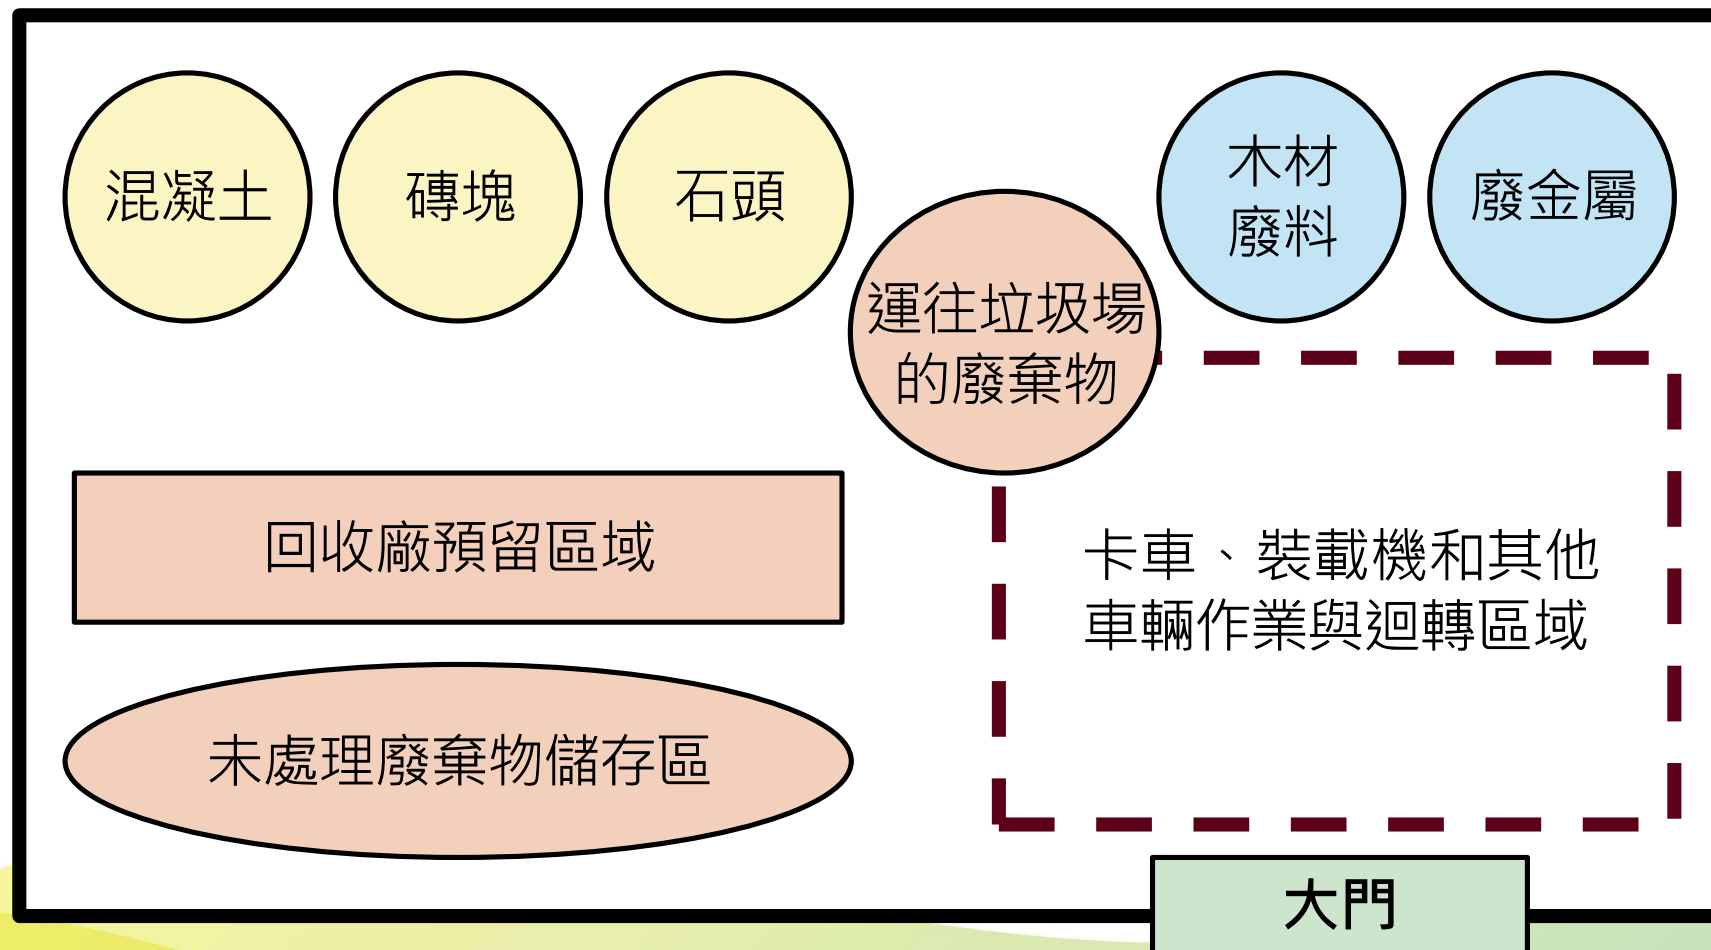 混凝土
磚塊
石頭
木材
廢料
廢金屬
運往垃圾場
的廢棄物
回收廠預留區域
卡車、裝載機和其他
車輛作業與迴轉區域
未處理廢棄物儲存區
大門